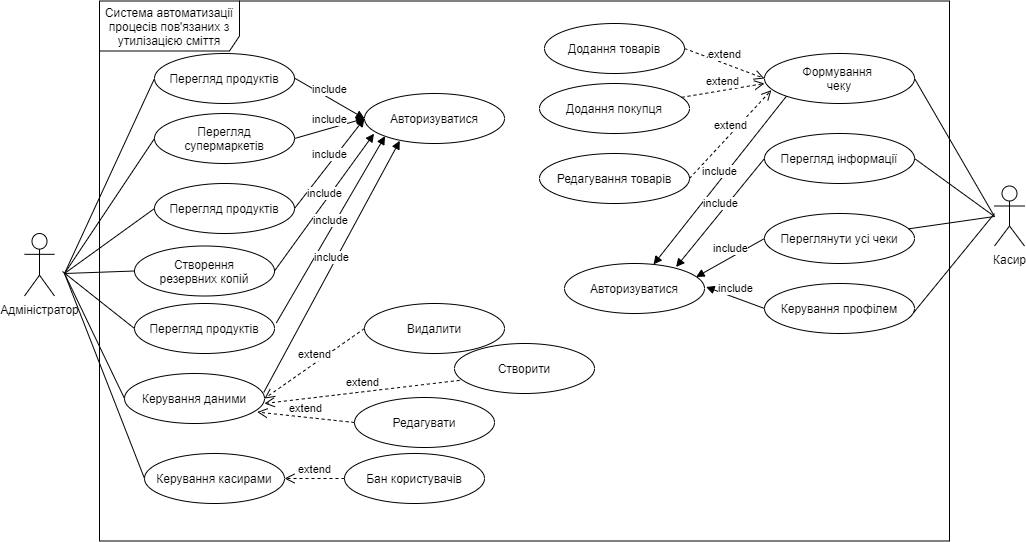 Система автоматизації
процесів пов'язаних з
утилізацією сміття
Перегляд продуктів
include
Авторизуватися
Перегляд
супермаркетів
include
include
Перегляд продуктів
include
include
include
Створення
резервних копій
Перегляд продуктів
Адміністратор
Керування даними
extend
Видалити
extend
Створити
extend
Редагувати
Керування касирами
extend
Бан користувачів
Додання товарів
extend
Формування
чеку
Додання покупця
extend
extend
Редагування товарів
include
Перегляд інформації
include
include
Переглянути усі чеки
Касир
Авторизуватися
include
Керування профілем